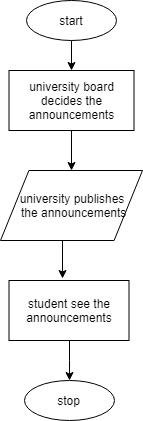 start
university board
decides the
announcements
university publishes
the announcements
student see the
announcements
stop